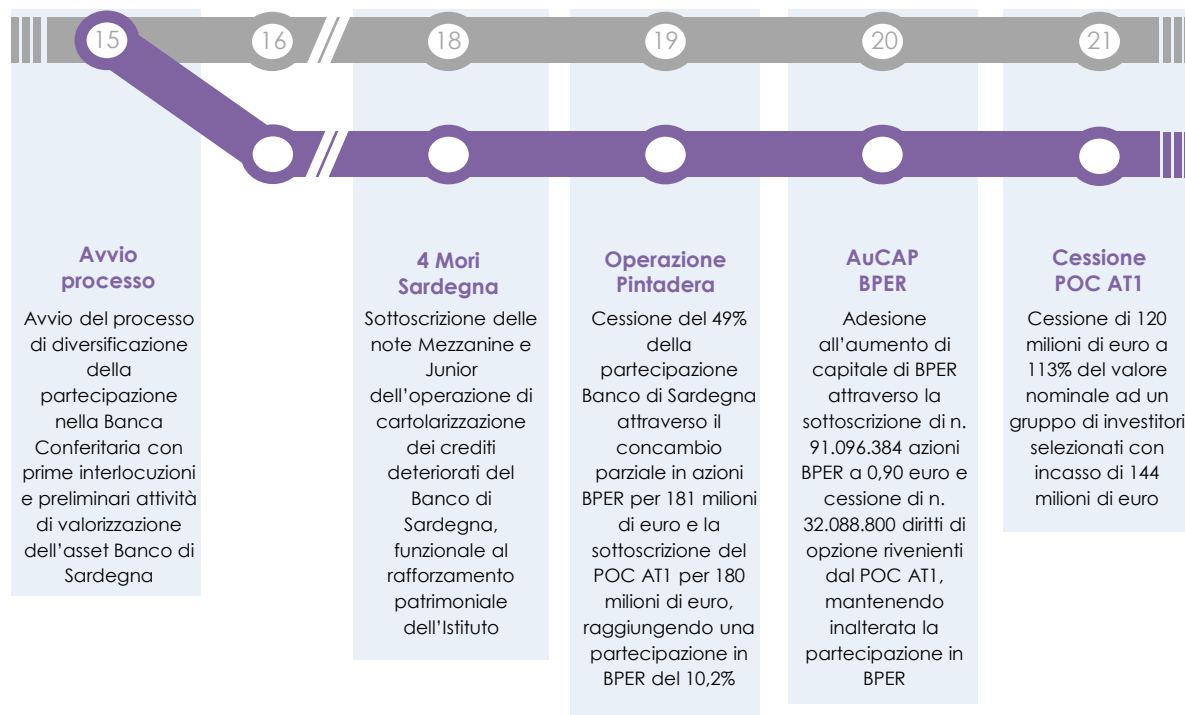 15
16
18
19
20
21
Avvio
processo
Avvio del processo
di diversificazione
della
partecipazione
nella Banca
Conferitaria con
prime interlocuzioni
e preliminari attività
di valorizzazione
dell'asset Banco di
Sardegna
4 Mori
Sardegna
Sottoscrizione delle
note Mezzanine e
Junior
dell'operazione di
cartolarizzazione
dei crediti
deteriorati del
Banco di
Sardegna,
funzionale al
rafforzamento
patrimoniale
dell'Istituto
Operazione
Pintadera
Cessione del 49%
della
partecipazione
Banco di Sardegna
attraverso il
concambio
parziale in azioni
BPER per 181 milioni
di euro e la
sottoscrizione del
POC AT1 per 180
milioni di euro,
raggiungendo una
partecipazione in
BPER del 10,2%
AuCAP
BPER
Adesione
all'aumento di
capitale di BPER
attraverso la
sottoscrizione di n.
91.096.384 azioni
BPER a 0,90 euro e
cessione di n.
32.088.800 diritti di
opzione rivenienti
dal POC AT1,
mantenendo
inalterata la
partecipazione in
BPER
Cessione
POC AT1
Cessione di 120
milioni di euro a
113% del valore
nominale ad un
gruppo di investitori
selezionati con
incasso di 144
milioni di euro